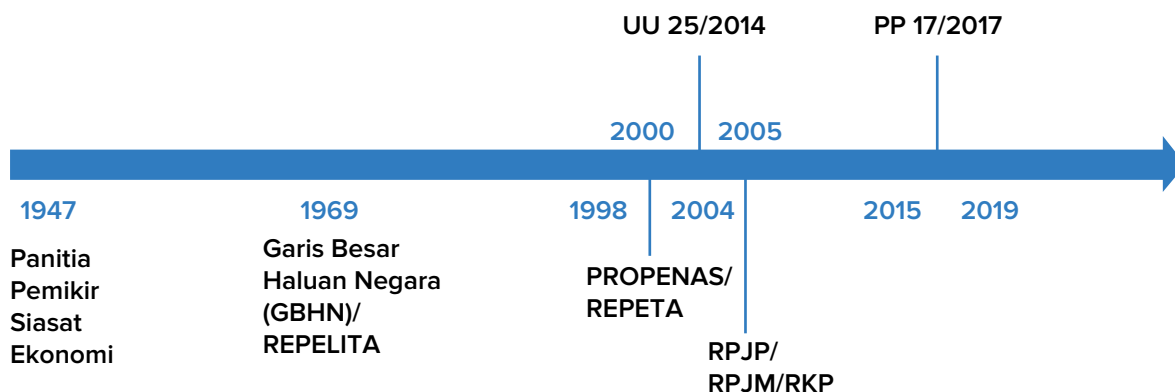 UU 25/2014
PP 17/2017
2000
2005
1947
1969
1998
2004
2015
2019
Panitia
Pemikir
Siasat
Ekonomi
Garis Besar
Haluan Negara
(GBHN)/
REPELITA
PROPENAS/
REPETA
RPJP/
RPJM/RKP